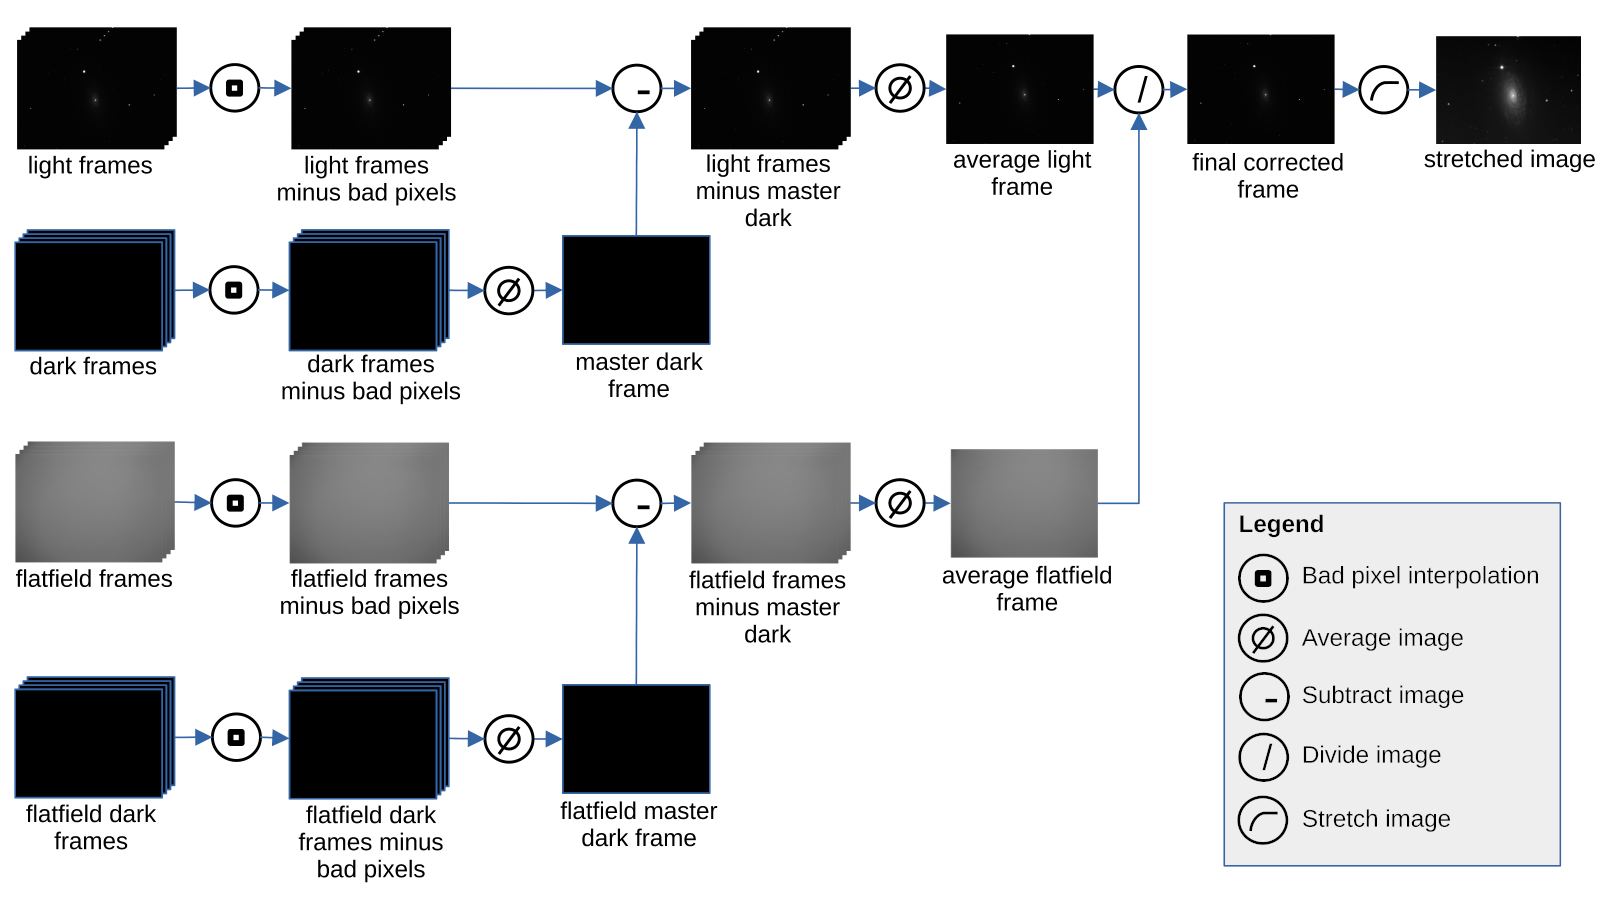 light frames
light frames
minus bad pixels
light frames
minus master
dark
average light
frame
final corrected
frame
stretched image
dark frames
dark frames
minus bad pixels
master dark
frame
flatfield frames
flatfield frames
minus bad pixels
flatfield frames
minus master
dark
average flatfield
frame
flatfield dark
frames
flatfield dark
frames minus
bad pixels
flatfield master
dark frame
Legend
Bad pixel interpolation
Average image
Subtract image
Divide image
Stretch image